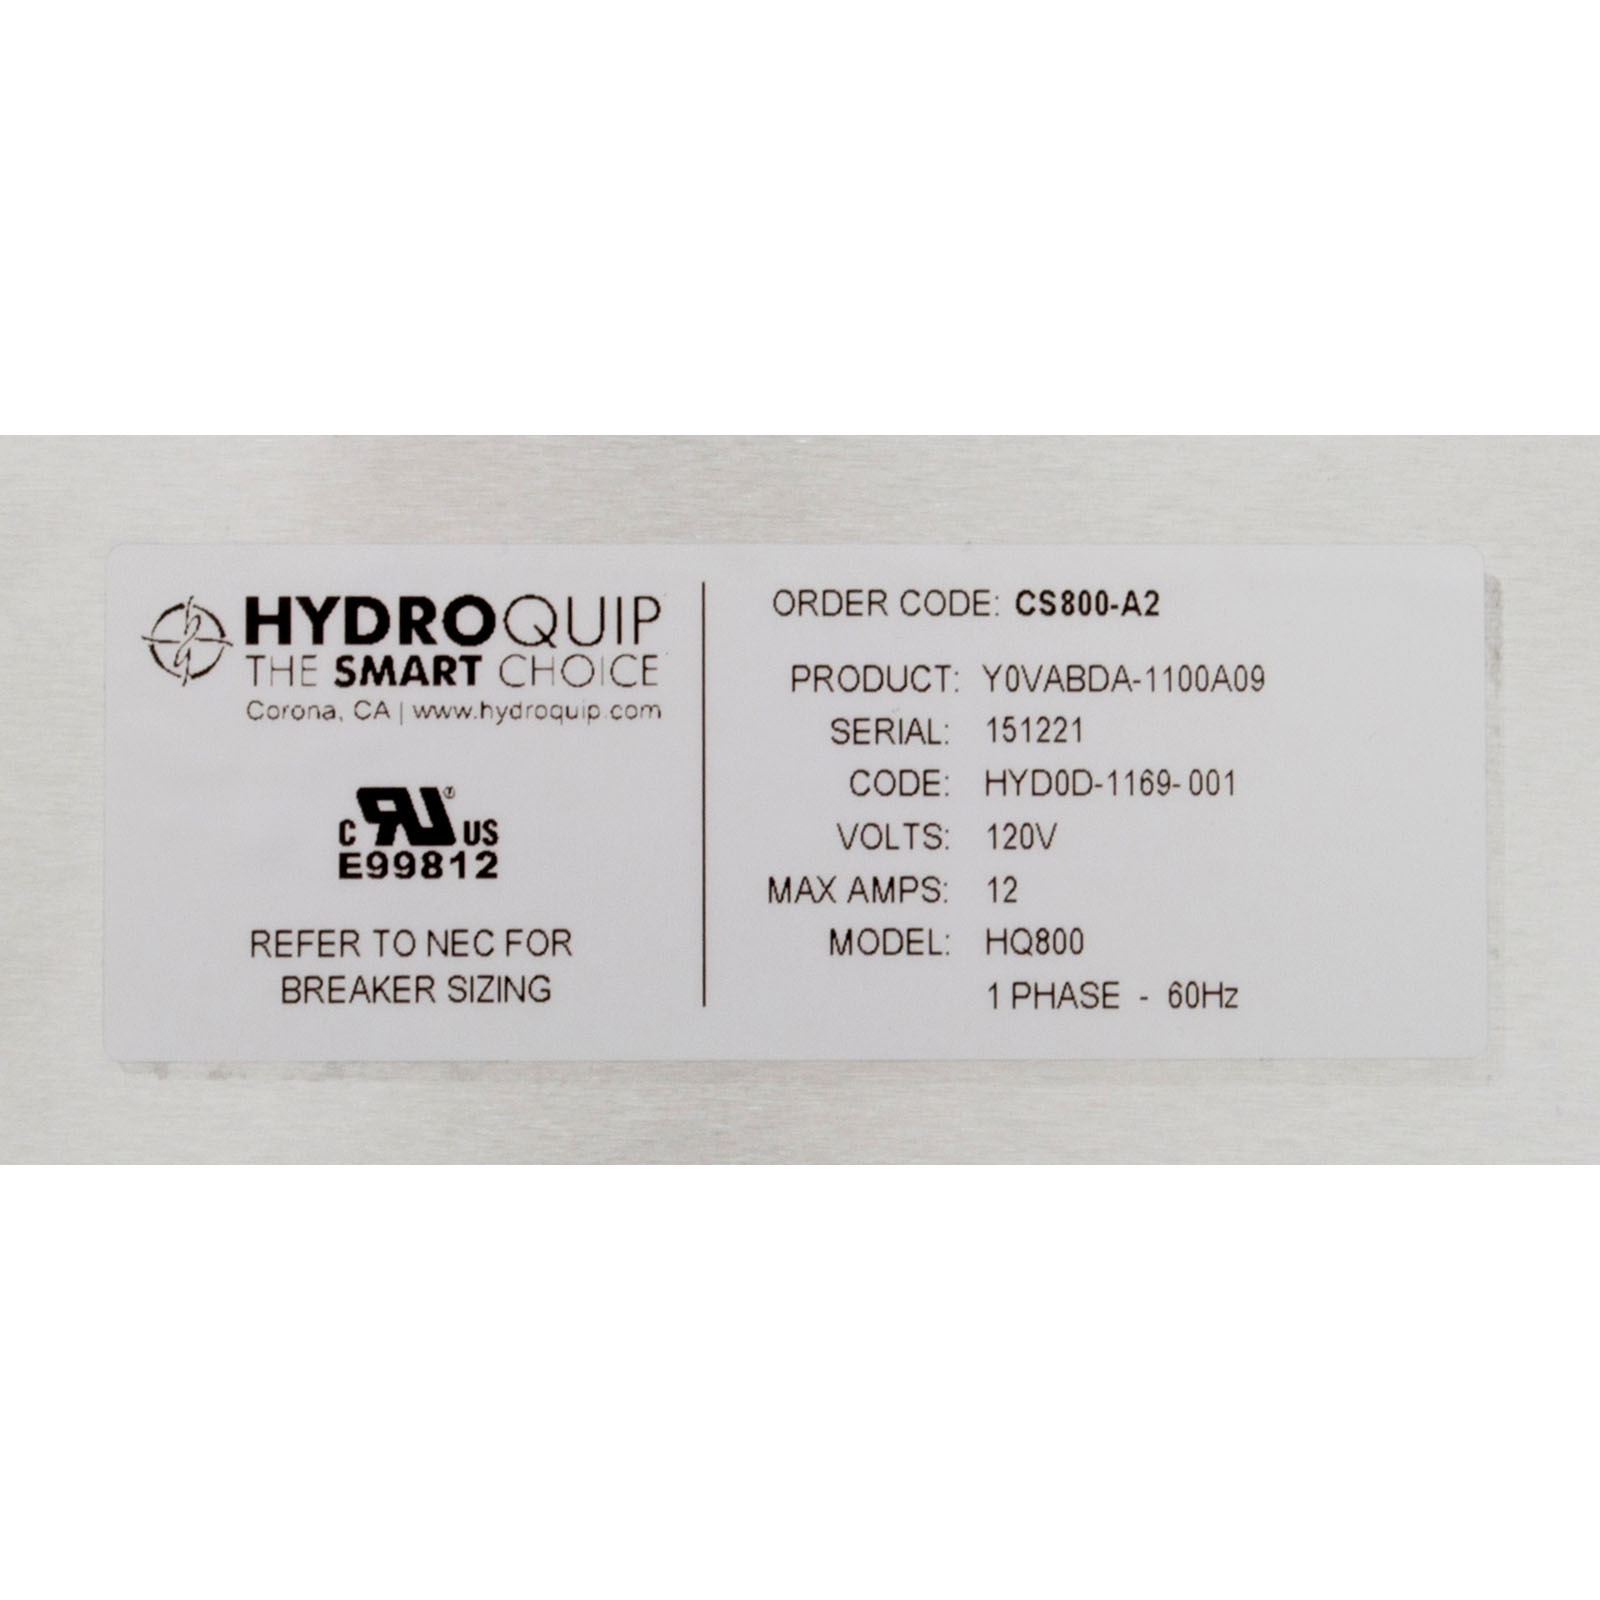 HYDROQUIP
THE SMART CHOICE
Corona, CA | www.hydroquip.com
C RU® US
E99812
REFER TO NEC FOR
BREAKER SIZING
ORDER CODE: CS800-A2
PRODUCT: Y0VABDA-1100A09
SERIAL: 151221
CODE: HYD0D-1169-001
VOLTS: 120V
MAX AMPS: 12
MODEL: HQ800
1 PHASE - 60Hz